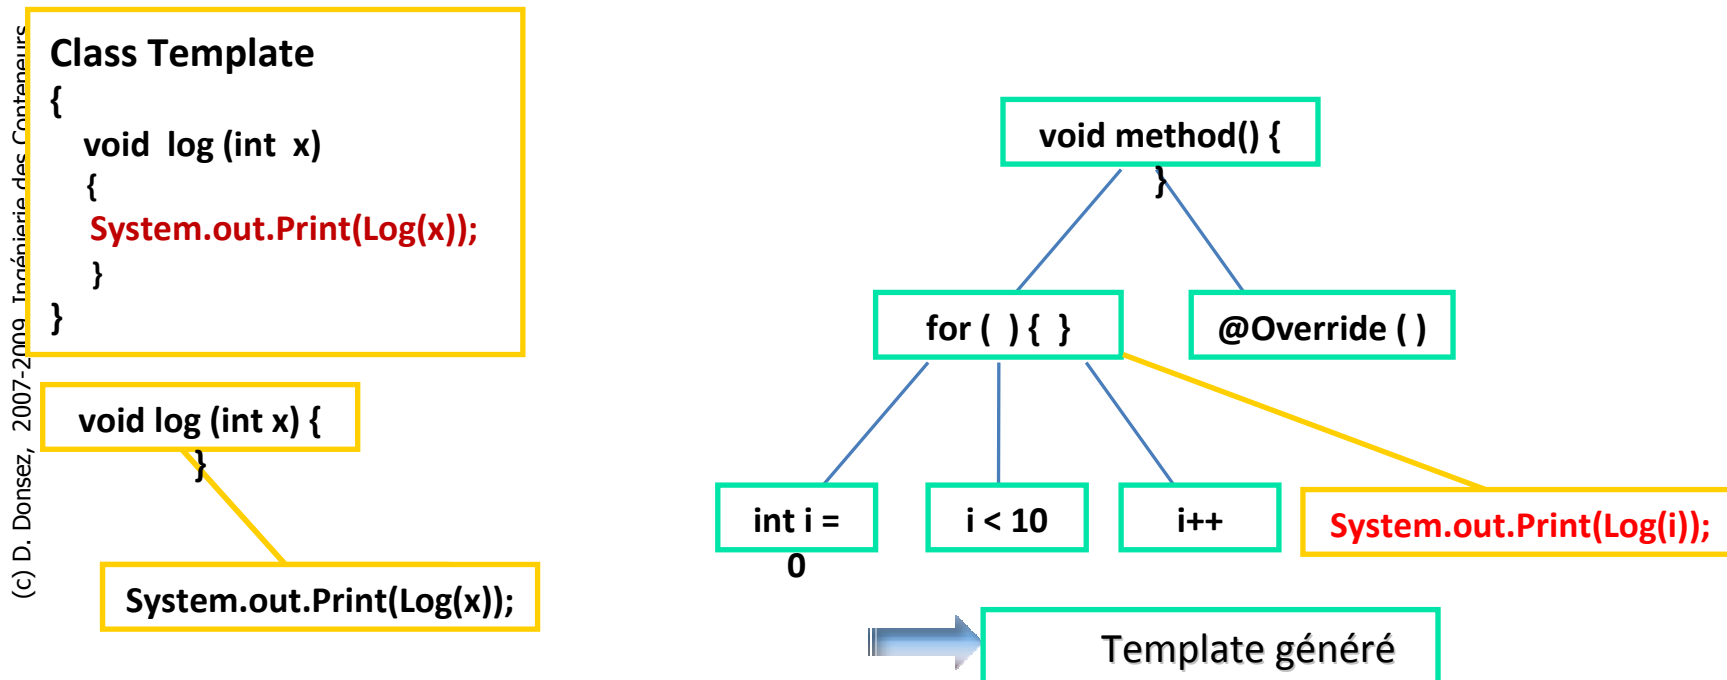 Class Template
{
void log (int x)
{
System.out.Print(Log(x));
}
}
void log (int x) {
}
System.out.Print(Log(x));
void method() {
}
for ( ) { }
@Override ( )
int i =
0
i < 10
i++
System.out.Print(Log(i));
Template généré
(c) D. Donsez, 2007-2009, Ingénierie des Conteneurs